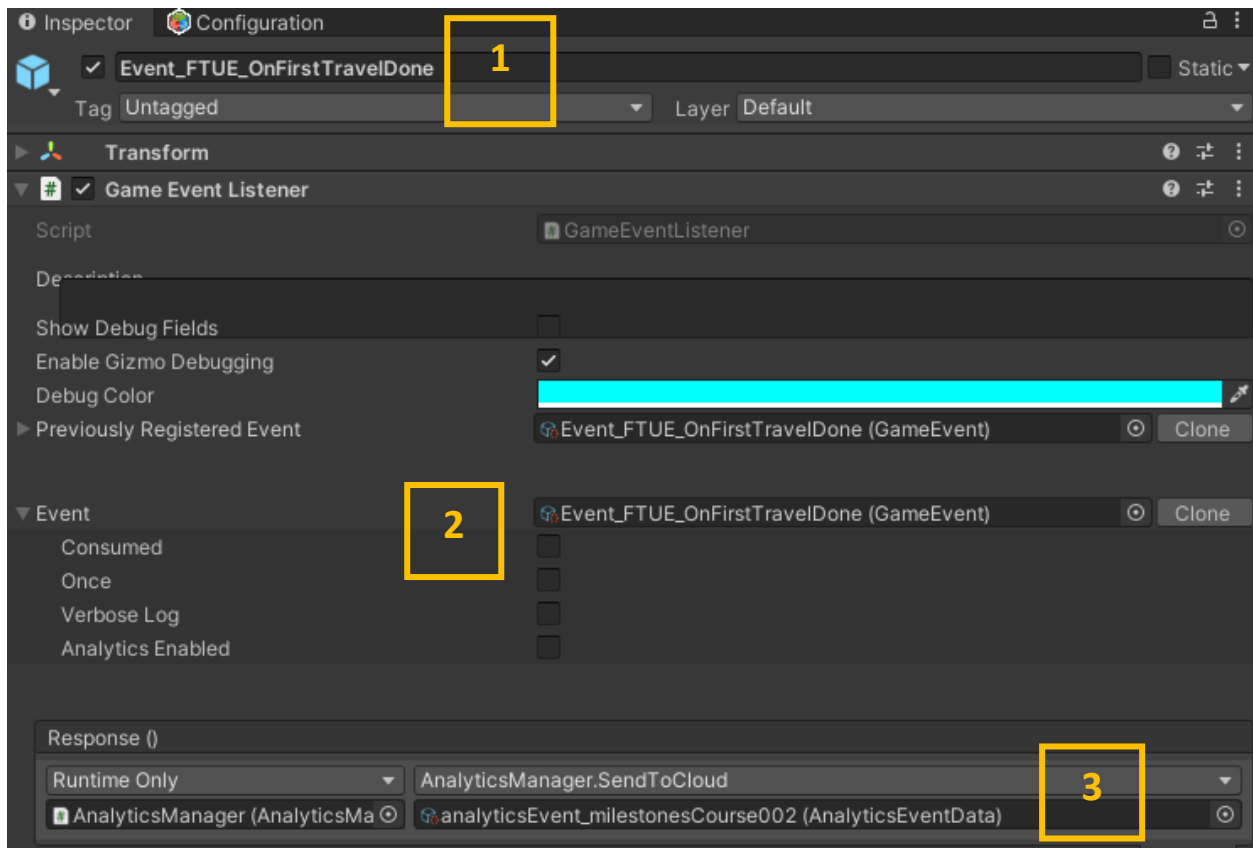 Inspector Configuration
1
Event_FTUE_OnFirstTravelDone Static
Tag Untagged Layer Default
Transform
# Game Event Listener
Script GameEventListener
Description
Show Debug Fields
Enable Gizmo Debugging
Debug Color
Previously Registered Event Event_FTUE_OnFirstTravelDone (GameEvent) Clone
Event Event_FTUE_OnFirstTravelDone (GameEvent) Clone
2
Consumed
Once
Verbose Log
Analytics Enabled
Response ()
Runtime Only AnalyticsManager.SendToCloud
3
AnalyticsManager (AnalyticsMa analyticsEvent_milestonesCourse002 (AnalyticsEventData)